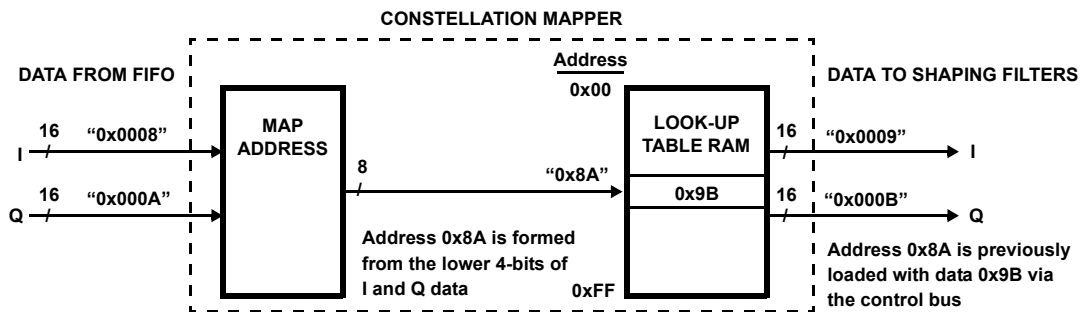 CONSTELLATION MAPPER
DATA FROM FIFO
Address
0x00
DATA TO SHAPING FILTERS
16 “0x0008”
I
MAP
ADDRESS
LOOK-UP
TABLE RAM
16 “0x0009”
I
8
“0x8A”
16 “0x000A”
Q
0x9B
16 “0x000B”
Q
Address 0x8A is formed
from the lower 4-bits of
I and Q data
0xFF
Address 0x8A is previously
loaded with data 0x9B via
the control bus